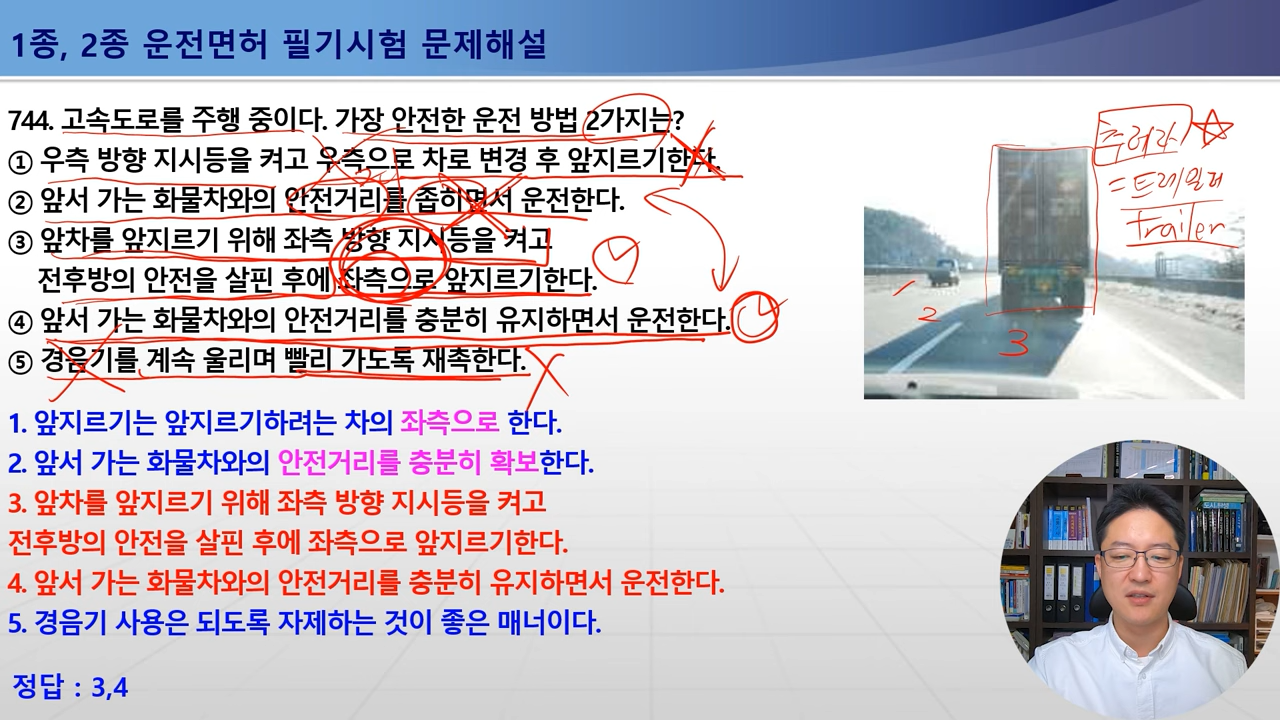 1종, 2종 운전면허 필기시험 문제해설
744. 고속도로를 주행 중이다. 가장 안전한 운전 방법 2가지는?
① 우측 방향 지시등을 켜고 우측으로 차로 변경 후 앞지르기한다.
② 앞서 가는 화물차와의 안전거리를 좁히면서 운전한다.
③ 앞차를 앞지르기 위해 좌측 방향 지시등을 켜고
전후방의 안전을 살핀 후에 좌측으로 앞지르기한다.
④ 앞서 가는 화물차와의 안전거리를 충분히 유지하면서 운전한다.
⑤ 경음기를 계속 울리며 빨리 가도록 재촉한다.
1. 앞지르기는 앞지르기하려는 차의 좌측으로 한다.
2. 앞서 가는 화물차와의 안전거리를 충분히 확보한다.
3. 앞차를 앞지르기 위해 좌측 방향 지시등을 켜고
전후방의 안전을 살핀 후에 좌측으로 앞지르기한다.
4. 앞서 가는 화물차와의 안전거리를 충분히 유지하면서 운전한다.
5. 경음기 사용은 되도록 자제하는 것이 좋은 매너이다.
정답 : 3,4
추레라
=트레일러
trailer
2
3